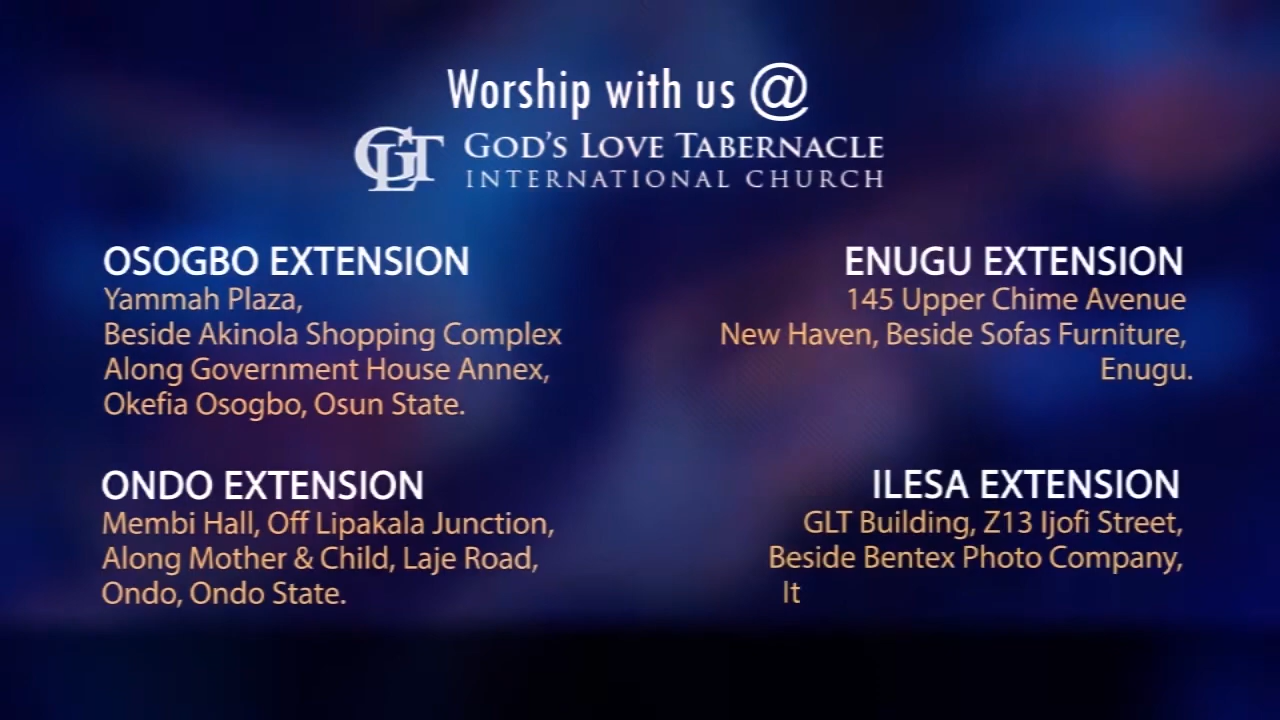 Worship with us @
GLT
GOD'S LOVE TABERNACLE
INTERNATIONAL CHURCH
OSOGBO EXTENSION
Yammah Plaza,
Beside Akinola Shopping Complex
Along Government House Annex,
Okefia Osogbo, Osun State.
ENUGU EXTENSION
145 Upper Chime Avenue
New Haven, Beside Sofas Furniture,
Enugu.
ONDO EXTENSION
Membi Hall, Off Lipakala Junction,
Along Mother & Child, Laje Road,
Ondo, Ondo State.
ILESA EXTENSION
GLT Building, Z13 Ijofi Street,
Beside Bentex Photo Company,
It